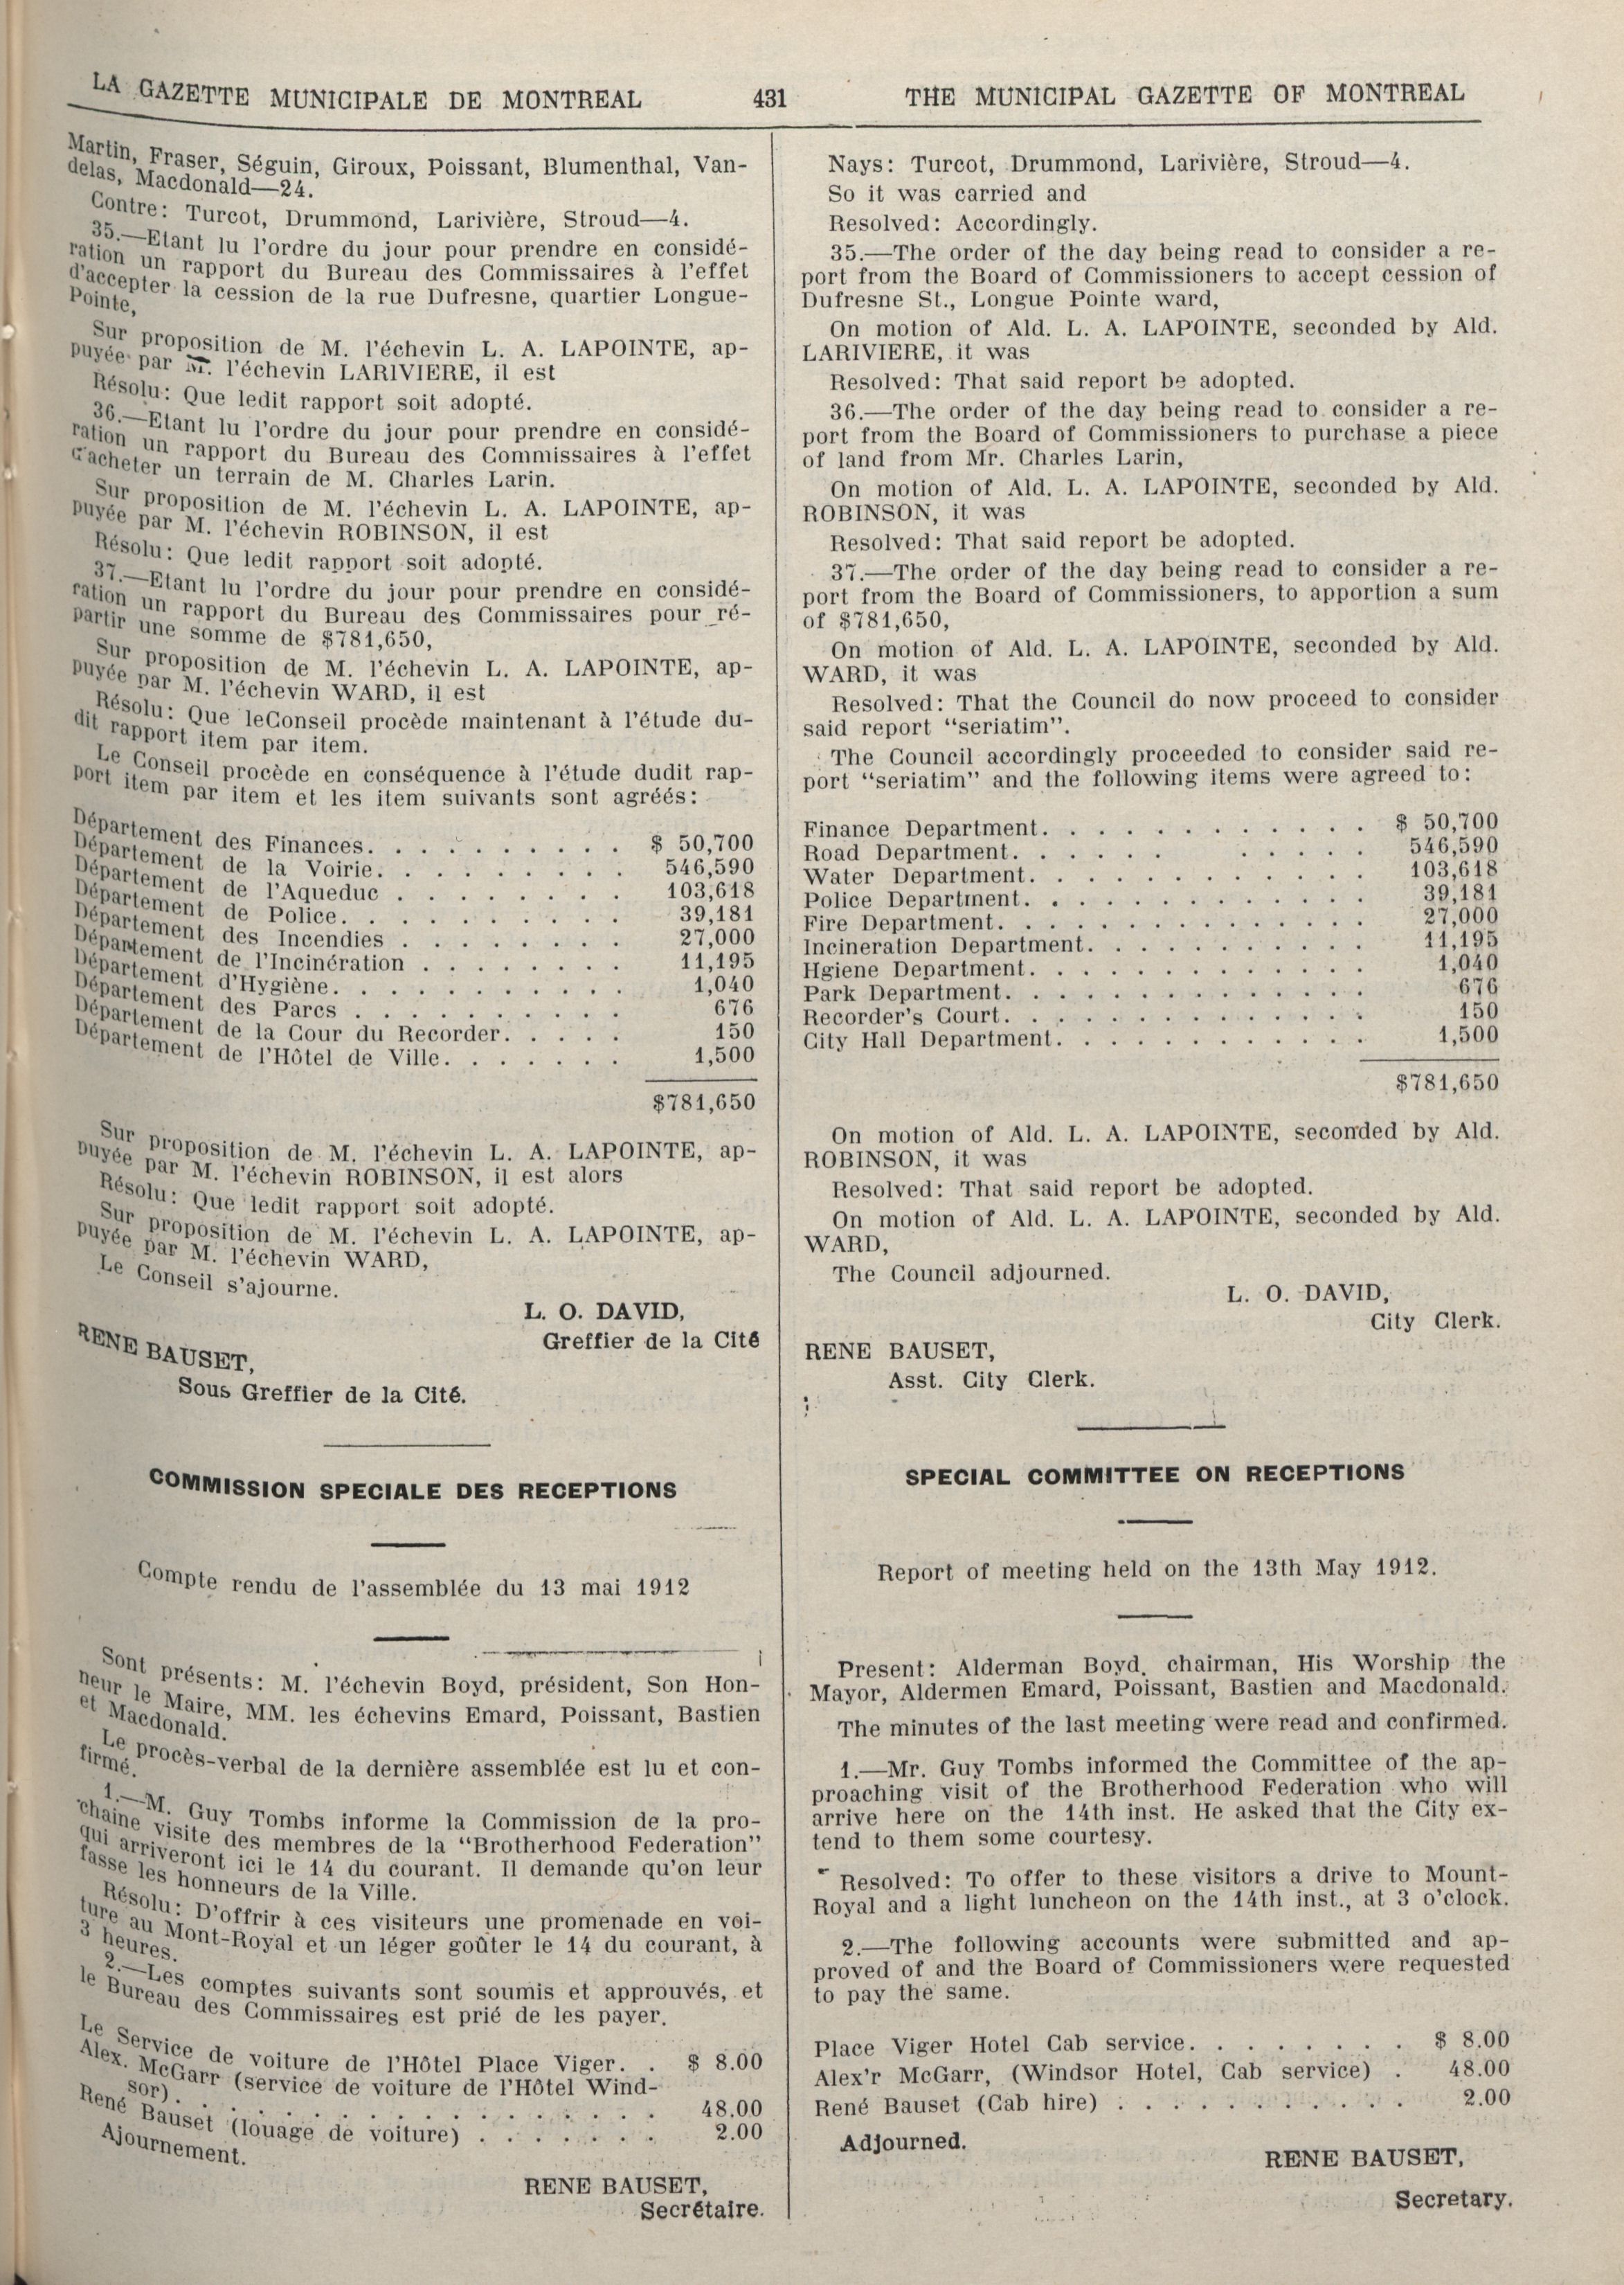 LA GAZETTE MUNICIPALE DE MONTREAL 431 THE MUNICIPAL GAZETTE OF MONTREAL
Martin, Fraser, Séguin, Giroux, Poissant, Blumenthal, Van-
delas, Macdonald—24.
Contre: Turcot, Drummond, Larivière, Stroud—4.
35.—Etant lu l'ordre du jour pour prendre en considé-
ration un rapport du Bureau des Commissaires à l'effet
d'accepter la cession de la rue Dufresne, quartier Longue-
Pointe,
Sur proposition de M. l'échevin L. A. LAPOINTE, ap-
puyée par M. l'échevin LARIVIERE, il est
Résolu: Que ledit rapport soit adopté.
36.—Etant lu l'ordre du jour pour prendre en considé-
ration un rapport du Bureau des Commissaires à l'effet
d'acheter un terrain de M. Charles Larin.
Sur proposition de M. l'échevin L. A. LAPOINTE, ap-
puyée par M. l'échevin ROBINSON, il est
Résolu: Que ledit rapport soit adopté.
37.—Etant lu l'ordre du jour pour prendre en considé-
ration un rapport du Bureau des Commissaires pour ré-
partir une somme de $781,650,
Sur proposition de M. l'échevin L. A. LAPOINTE, ap-
puyée par M. l'échevin WARD, il est
Résolu: Que leConseil procède maintenant à l'étude du-
dit rapport item par item.
Le Conseil procède en conséquence à l'étude dudit rap-
port item par item et les item suivants sont agréés:
Département des Finances. . . . . . . . . . $ 50,700
Département de la Voirie. . . . . . . . . 546,590
Département de l'Aqueduc . . . . . . . . 103,618
Département de Police. . . . . . . . . . 39,181
Département des Incendies . . . . . . . . 27,000
Département de l'Incinération . . . . . . . 11,195
Département d'Hygiène. . . . . . . . . . 1,040
Département des Parcs . . . . . . . . . 676
Département de la Cour du Recorder. . . . . 150
Département de l'Hôtel de Ville. . . . . . . 1,500
$781,650
Sur proposition de M. l'échevin L. A. LAPOINTE, ap-
puyée par M. l'échevin ROBINSON, il est alors
Résolu: Que ledit rapport soit adopté.
Sur proposition de M. l'échevin L. A. LAPOINTE, ap-
puyée par M. l'échevin WARD,
Le Conseil s'ajourne.
L. O. DAVID,
Greffier de la Cité
RENE BAUSET,
Sous Greffier de la Cité.
COMMISSION SPECIALE DES RECEPTIONS
Compte rendu de l'assemblée du 13 mai 1912
Sont présents: M. l'échevin Boyd, président, Son Hon-
neur le Maire, MM. les échevins Emard, Poissant, Bastien
et Macdonald.
Le procès-verbal de la dernière assemblée est lu et con-
firmé.
1.—M. Guy Tombs informe la Commission de la pro-
chaine visite des membres de la "Brotherhood Federation"
qui arriveront ici le 14 du courant. Il demande qu'on leur
fasse les honneurs de la Ville.
Résolu: D'offrir à ces visiteurs une promenade en voi-
ture au Mont-Royal et un léger goûter le 14 du courant, à
3 heures.
2.—Les comptes suivants sont soumis et approuvés, et
le Bureau des Commissaires est prié de les payer.
Le Service de voiture de l'Hôtel Place Viger. . $ 8.00
Alex. McGarr (service de voiture de l'Hôtel Wind-
sor) . . . . . . . . . . . . . . . . 48.00
René Bauset (louage de voiture) . . . . . . . 2.00
Ajournement.
RENE BAUSET,
Secrétaire.
Nays: Turcot, Drummond, Larivière, Stroud—4.
So it was carried and
Resolved: Accordingly.
35.—The order of the day being read to consider a re-
port from the Board of Commissioners to accept cession of
Dufresne St., Longue Pointe ward,
On motion of Ald. L. A. LAPOINTE, seconded by Ald.
LARIVIERE, it was
Resolved: That said report be adopted.
36.—The order of the day being read to consider a re-
port from the Board of Commissioners to purchase a piece
of land from Mr. Charles Larin,
On motion of Ald. L. A. LAPOINTE, seconded by Ald.
ROBINSON, it was
Resolved: That said report be adopted.
37.—The order of the day being read to consider a re-
port from the Board of Commissioners, to apportion a sum
of $781,650,
On motion of Ald. L. A. LAPOINTE, seconded by Ald.
WARD, it was
Resolved: That the Council do now proceed to consider
said report "seriatim".
The Council accordingly proceeded to consider said re-
port "seriatim" and the following items were agreed to:
Finance Department. . . . . . . . . . . . $ 50,700
Road Department. . . . . . . . . . . 546,590
Water Department. . . . . . . . . . . . 103,618
Police Department. . . . . . . . . . . . 39,181
Fire Department. . . . . . . . . . . . . 27,000
Incineration Department. . . . . . . . . . 11,195
Hgiene Department. . . . . . . . . . . . 1,040
Park Department. . . . . . . . . . . . . 676
Recorder's Court. . . . . . . . . . . . . 150
City Hall Department. . . . . . . . . . . 1,500
$781,650
On motion of Ald. L. A. LAPOINTE, seconded by Ald.
ROBINSON, it was
Resolved: That said report be adopted.
On motion of Ald. L. A. LAPOINTE, seconded by Ald.
WARD,
The Council adjourned.
L. O. DAVID,
City Clerk.
RENE BAUSET,
Asst. City Clerk.
SPECIAL COMMITTEE ON RECEPTIONS
Report of meeting held on the 13th May 1912.
Present: Alderman Boyd, chairman, His Worship the
Mayor, Aldermen Emard, Poissant, Bastien and Macdonald.
The minutes of the last meeting were read and confirmed.
1.—Mr. Guy Tombs informed the Committee of the ap-
proaching visit of the Brotherhood Federation who will
arrive here on the 14th inst. He asked that the City ex-
tend to them some courtesy.
Resolved: To offer to these visitors a drive to Mount-
Royal and a light luncheon on the 14th inst., at 3 o'clock.
2.—The following accounts were submitted and ap-
proved of and the Board of Commissioners were requested
to pay the same.
Place Viger Hotel Cab service. . . . . . . . $ 8.00
Alex'r McGarr, (Windsor Hotel, Cab service) . 48.00
René Bauset (Cab hire) . . . . . . . . . . . 2.00
Adjourned.
RENE BAUSET,
Secretary.